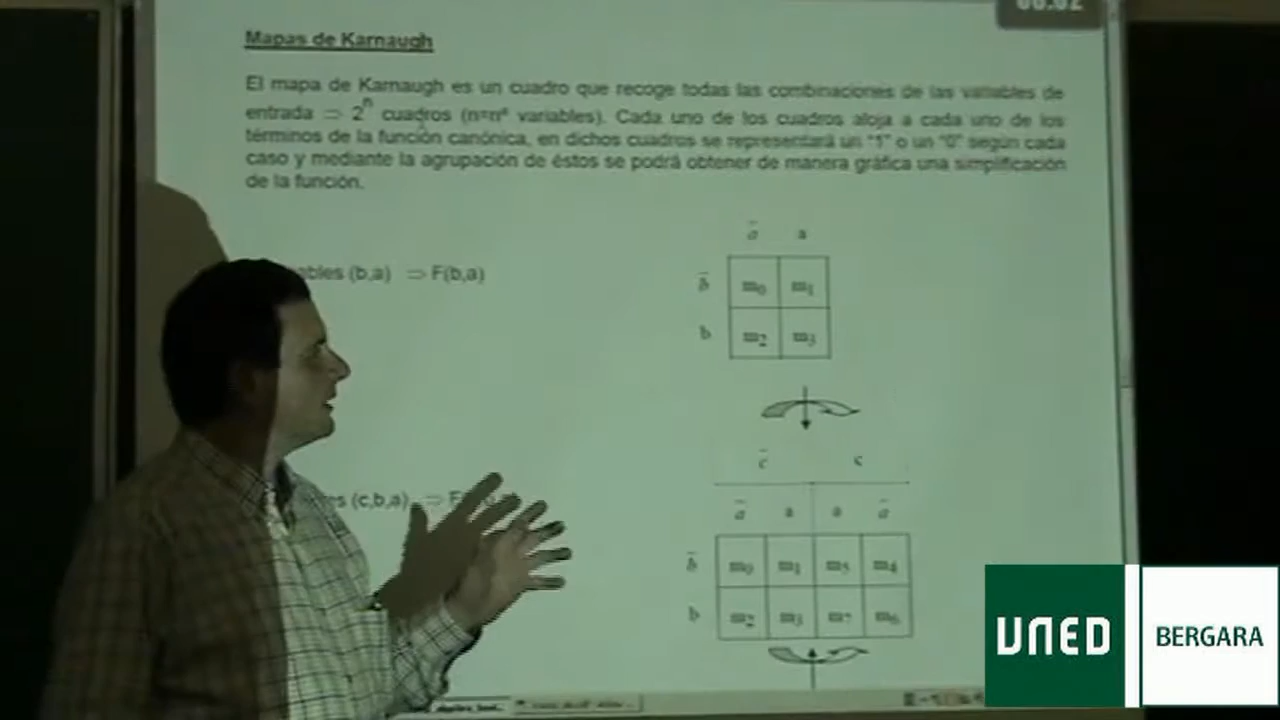 Mapas de Karnaugh
El mapa de Karnaugh es un cuadro que recoge todas las combinaciones de las variables de
entrada ⇒ 2^n cuadros (n=nº variables). Cada uno de los cuadros aloja a cada uno de los
términos de la función canónica, en dichos cuadros se representará un "1" o un "0" según cada
caso y mediante la agrupación de éstos se podrá obtener de manera gráfica una simplificación
de la función.
a̅ a
ables (b,a) ⇒ F(b,a)
b̅ m0 m1
b m2 m3
c̅ c
es (c,b,a) ⇒
a̅ a a a̅
b̅ m0 m1 m5 m4
b m2 m3 m7 m6
UNED
BERGARA